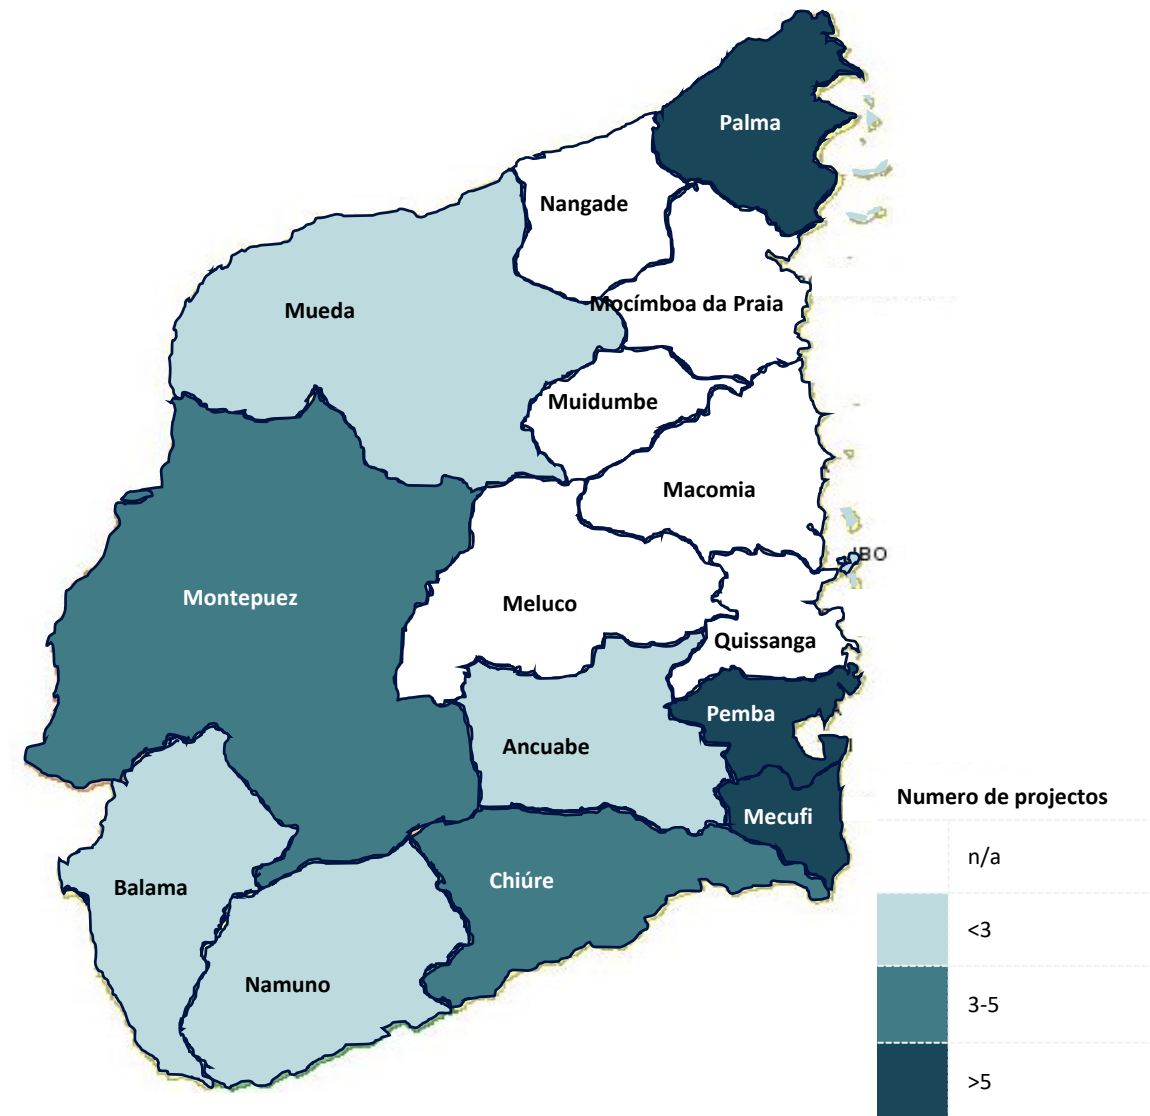 Palma
Nangade
Mocímboa da Praia
Mueda
Muidumbe
Macomia
IBO
Montepuez
Meluco
Quissanga
Pemba
Ancuabe
Numero de projectos
Mecufi
n/a
Chiúre
Balama
<3
Namuno
3-5
>5